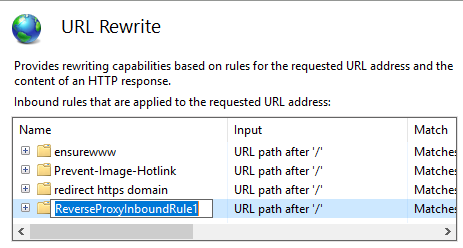 URL Rewrite
Provides rewriting capabilities based on rules for the requested URL address and the
content of an HTTP response.
Inbound rules that are applied to the requested URL address:
Name Input Match
ensurewww URL path after '/' Matches
Prevent-Image-Hotlink URL path after '/' Matches
redirect https domain URL path after '/' Matches
ReverseProxyInboundRule1 URL path after '/' Matches